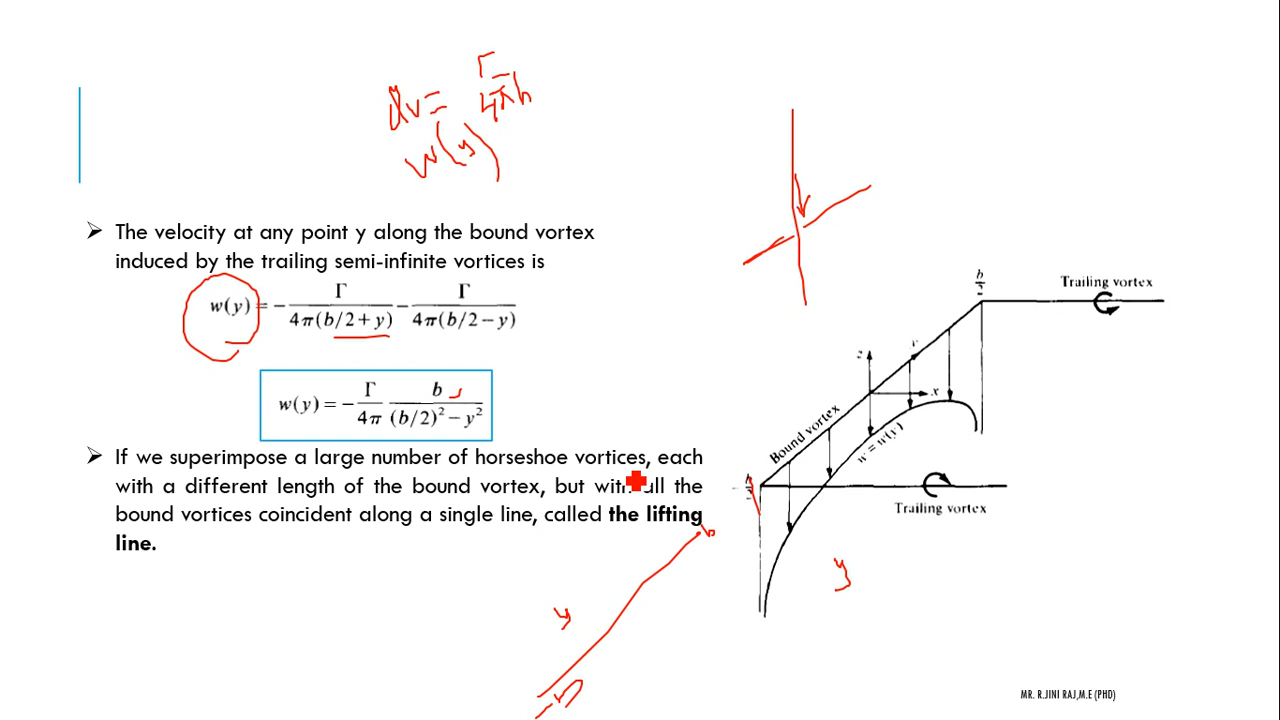 dv = Γ/4πh
w(y)
➢ The velocity at any point y along the bound vortex
induced by the trailing semi-infinite vortices is
w(y) = − Γ/4π(b/2 + y) − Γ/4π(b/2 − y)
w(y) = − Γ/4π b/(b/2)² − y²
➢ If we superimpose a large number of horseshoe vortices, each
with a different length of the bound vortex, but with all the
bound vortices coincident along a single line, called the lifting
line.
b/2
Trailing vortex
z
x
Bound vortex
w = w(y)
Trailing vortex
y
y
MR. R.JINI RAJ,M.E (PHD)